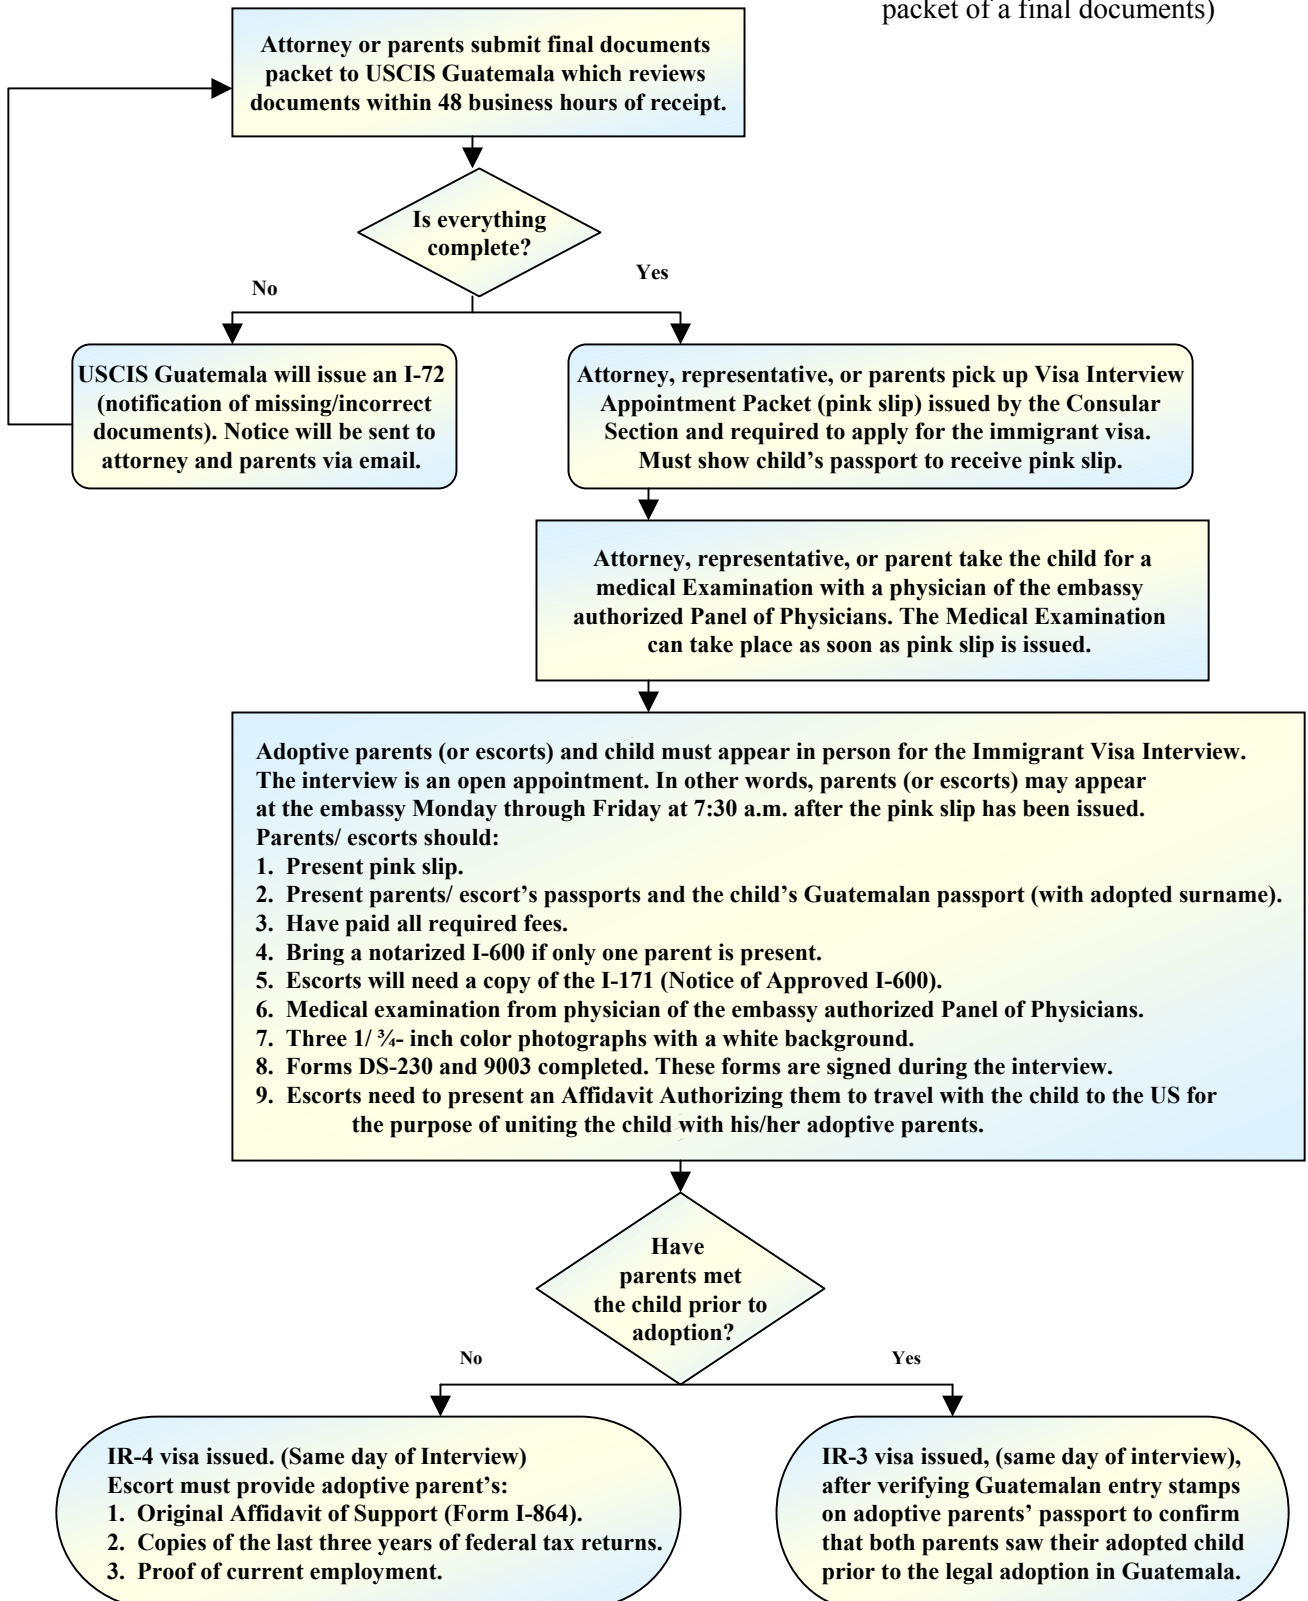 packet of a final documents)
Attorney or parents submit final documents
packet to USCIS Guatemala which reviews
documents within 48 business hours of receipt.
Is everything
complete?
No
Yes
USCIS Guatemala will issue an I-72
(notification of missing/incorrect
documents). Notice will be sent to
attorney and parents via email.
Attorney, representative, or parents pick up Visa Interview
Appointment Packet (pink slip) issued by the Consular
Section and required to apply for the immigrant visa.
Must show child’s passport to receive pink slip.
Attorney, representative, or parent take the child for a
medical Examination with a physician of the embassy
authorized Panel of Physicians. The Medical Examination
can take place as soon as pink slip is issued.
Adoptive parents (or escorts) and child must appear in person for the Immigrant Visa Interview.
The interview is an open appointment. In other words, parents (or escorts) may appear
at the embassy Monday through Friday at 7:30 a.m. after the pink slip has been issued.
Parents/ escorts should:
1. Present pink slip.
2. Present parents/ escort’s passports and the child’s Guatemalan passport (with adopted surname).
3. Have paid all required fees.
4. Bring a notarized I-600 if only one parent is present.
5. Escorts will need a copy of the I-171 (Notice of Approved I-600).
6. Medical examination from physician of the embassy authorized Panel of Physicians.
7. Three 1/ ¾- inch color photographs with a white background.
8. Forms DS-230 and 9003 completed. These forms are signed during the interview.
9. Escorts need to present an Affidavit Authorizing them to travel with the child to the US for
the purpose of uniting the child with his/her adoptive parents.
Have
parents met
the child prior to
adoption?
No
Yes
IR-4 visa issued. (Same day of Interview)
Escort must provide adoptive parent’s:
1. Original Affidavit of Support (Form I-864).
2. Copies of the last three years of federal tax returns.
3. Proof of current employment.
IR-3 visa issued, (same day of interview),
after verifying Guatemalan entry stamps
on adoptive parents’ passport to confirm
that both parents saw their adopted child
prior to the legal adoption in Guatemala.